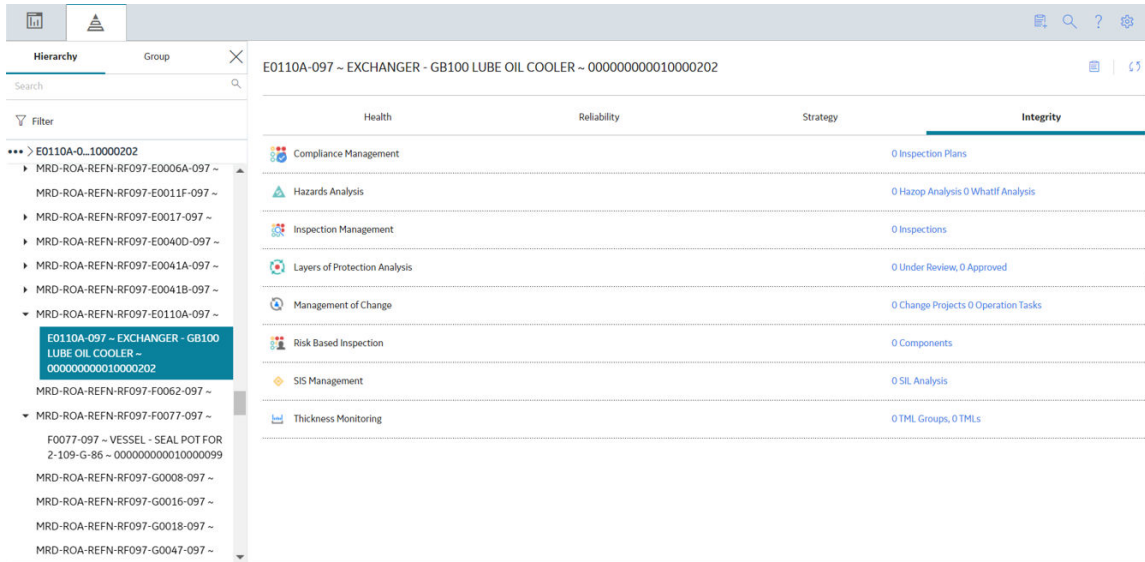 Hierarchy
Group
E0110A-097 ~ EXCHANGER - GB100 LUBE OIL COOLER ~ 000000000010000202
Search
Filter
Health
Reliability
Strategy
Integrity
E0110A-0...10000202
MRD-ROA-REFN-RF097-E0006A-097 ~
MRD-ROA-REFN-RF097-E0011F-097 ~
MRD-ROA-REFN-RF097-E0017-097 ~
MRD-ROA-REFN-RF097-E0040D-097 ~
MRD-ROA-REFN-RF097-E0041A-097 ~
MRD-ROA-REFN-RF097-E0041B-097 ~
MRD-ROA-REFN-RF097-E0110A-097 ~
E0110A-097 ~ EXCHANGER - GB100
LUBE OIL COOLER ~
000000000010000202
MRD-ROA-REFN-RF097-F0062-097 ~
MRD-ROA-REFN-RF097-F0077-097 ~
F0077-097 ~ VESSEL - SEAL POT FOR
2-109-G-86 ~ 000000000010000099
MRD-ROA-REFN-RF097-G0008-097 ~
MRD-ROA-REFN-RF097-G0016-097 ~
MRD-ROA-REFN-RF097-G0018-097 ~
MRD-ROA-REFN-RF097-G0047-097 ~
Compliance Management
0 Inspection Plans
Hazards Analysis
0 Hazop Analysis 0 WhatIf Analysis
Inspection Management
0 Inspections
Layers of Protection Analysis
0 Under Review, 0 Approved
Management of Change
0 Change Projects 0 Operation Tasks
Risk Based Inspection
0 Components
SIS Management
0 SIL Analysis
Thickness Monitoring
0 TML Groups, 0 TMLs